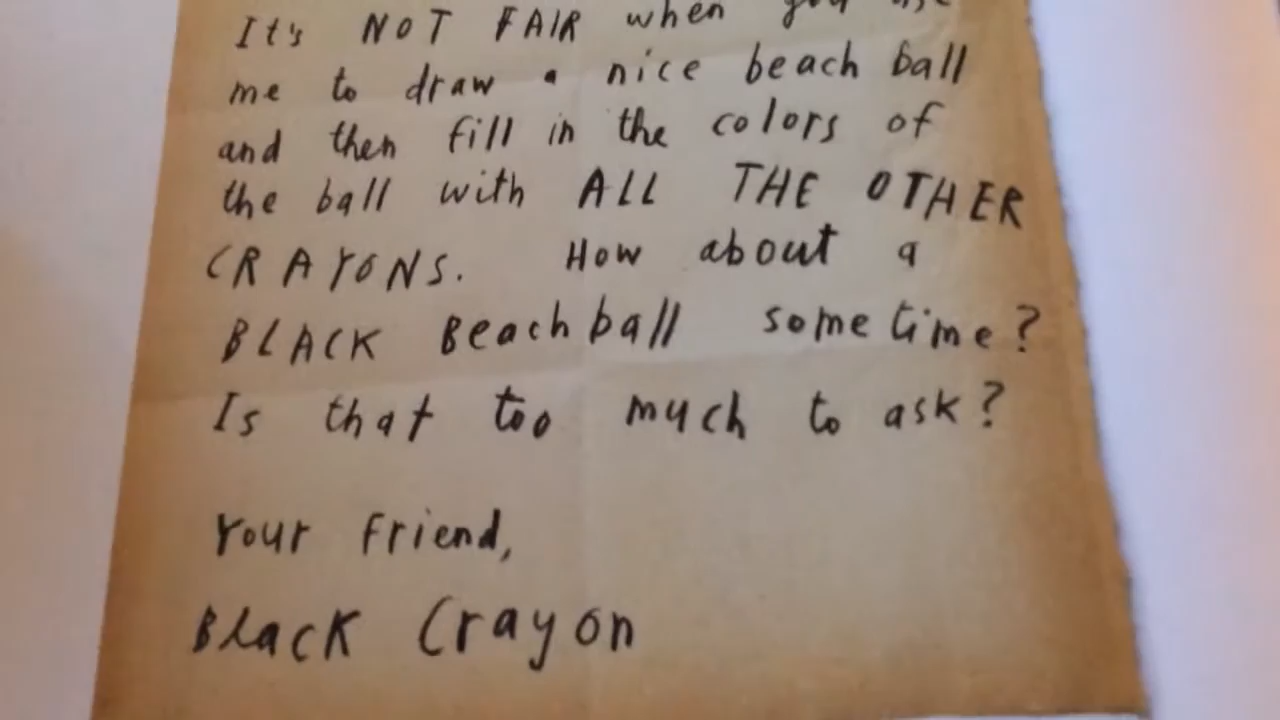 It's NOT FAIR when you use
me to draw a nice beach ball
and then fill in the colors of
the ball with ALL THE OTHER
CRAYONS. How about a
BLACK Beachball sometime?
Is that too much to ask?
Your friend,
Black Crayon